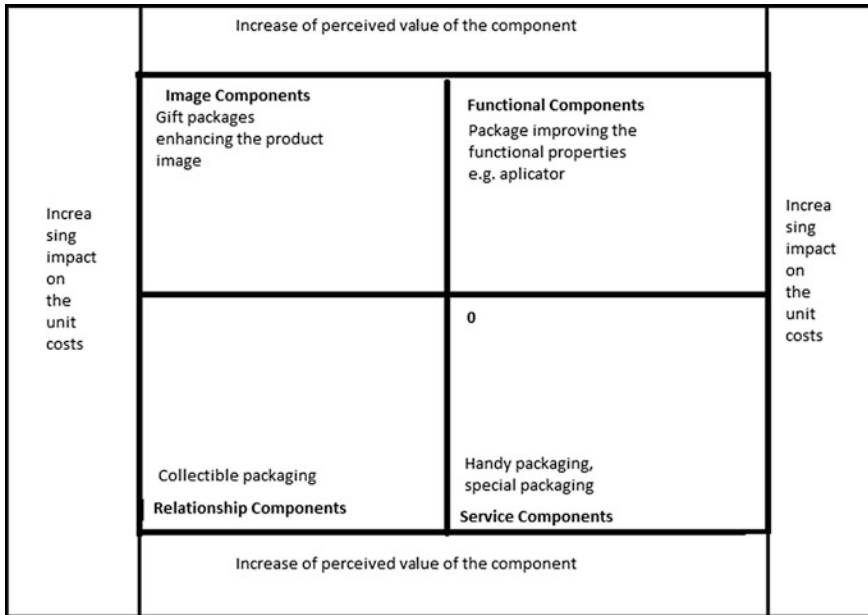 Increase of perceived value of the component
Image Components
Gift packages
enhancing the product
image
Functional Components
Package improving the
functional properties
e.g. aplicator
Increa
sing
impact
on
the
unit
costs
Increa
sing
impact
on
the
unit
costs
0
Collectible packaging
Relationship Components
Handy packaging,
special packaging
Service Components
Increase of perceived value of the component